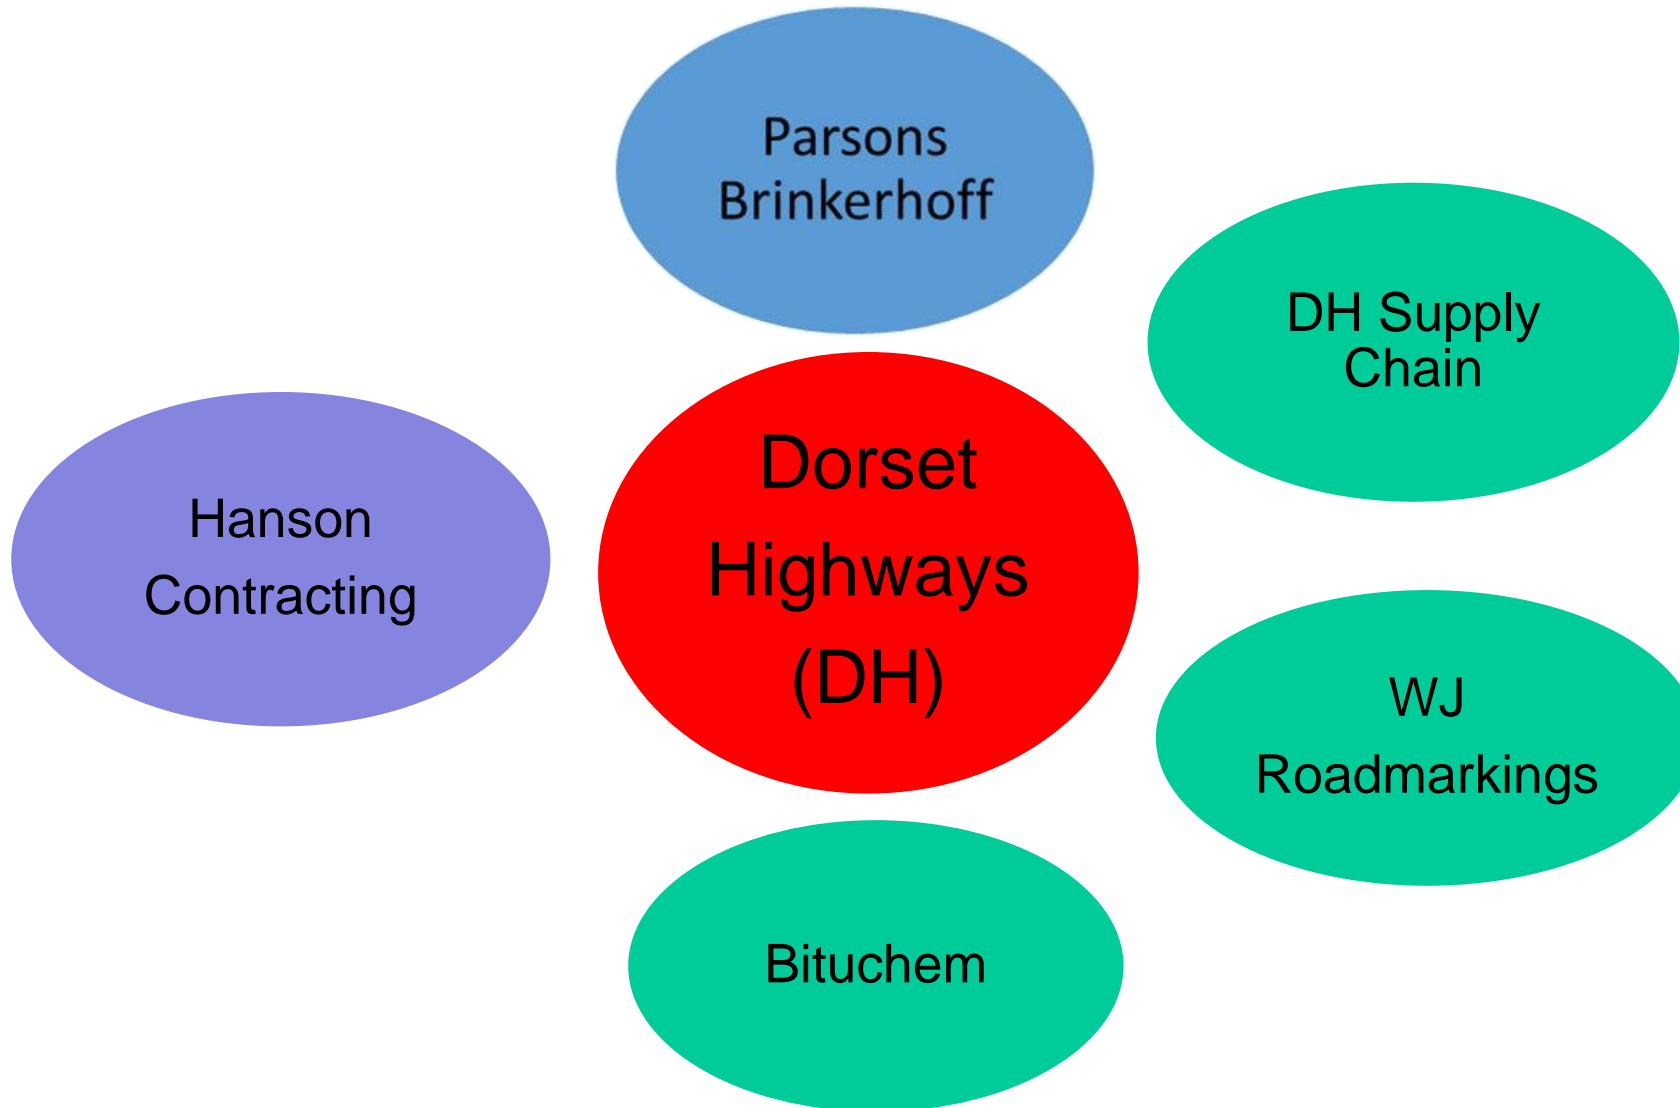 Parsons
Brinkerhoff
DH Supply
Chain
Hanson
Contracting
Dorset
Highways
(DH)
WJ
Roadmarkings
Bituchem